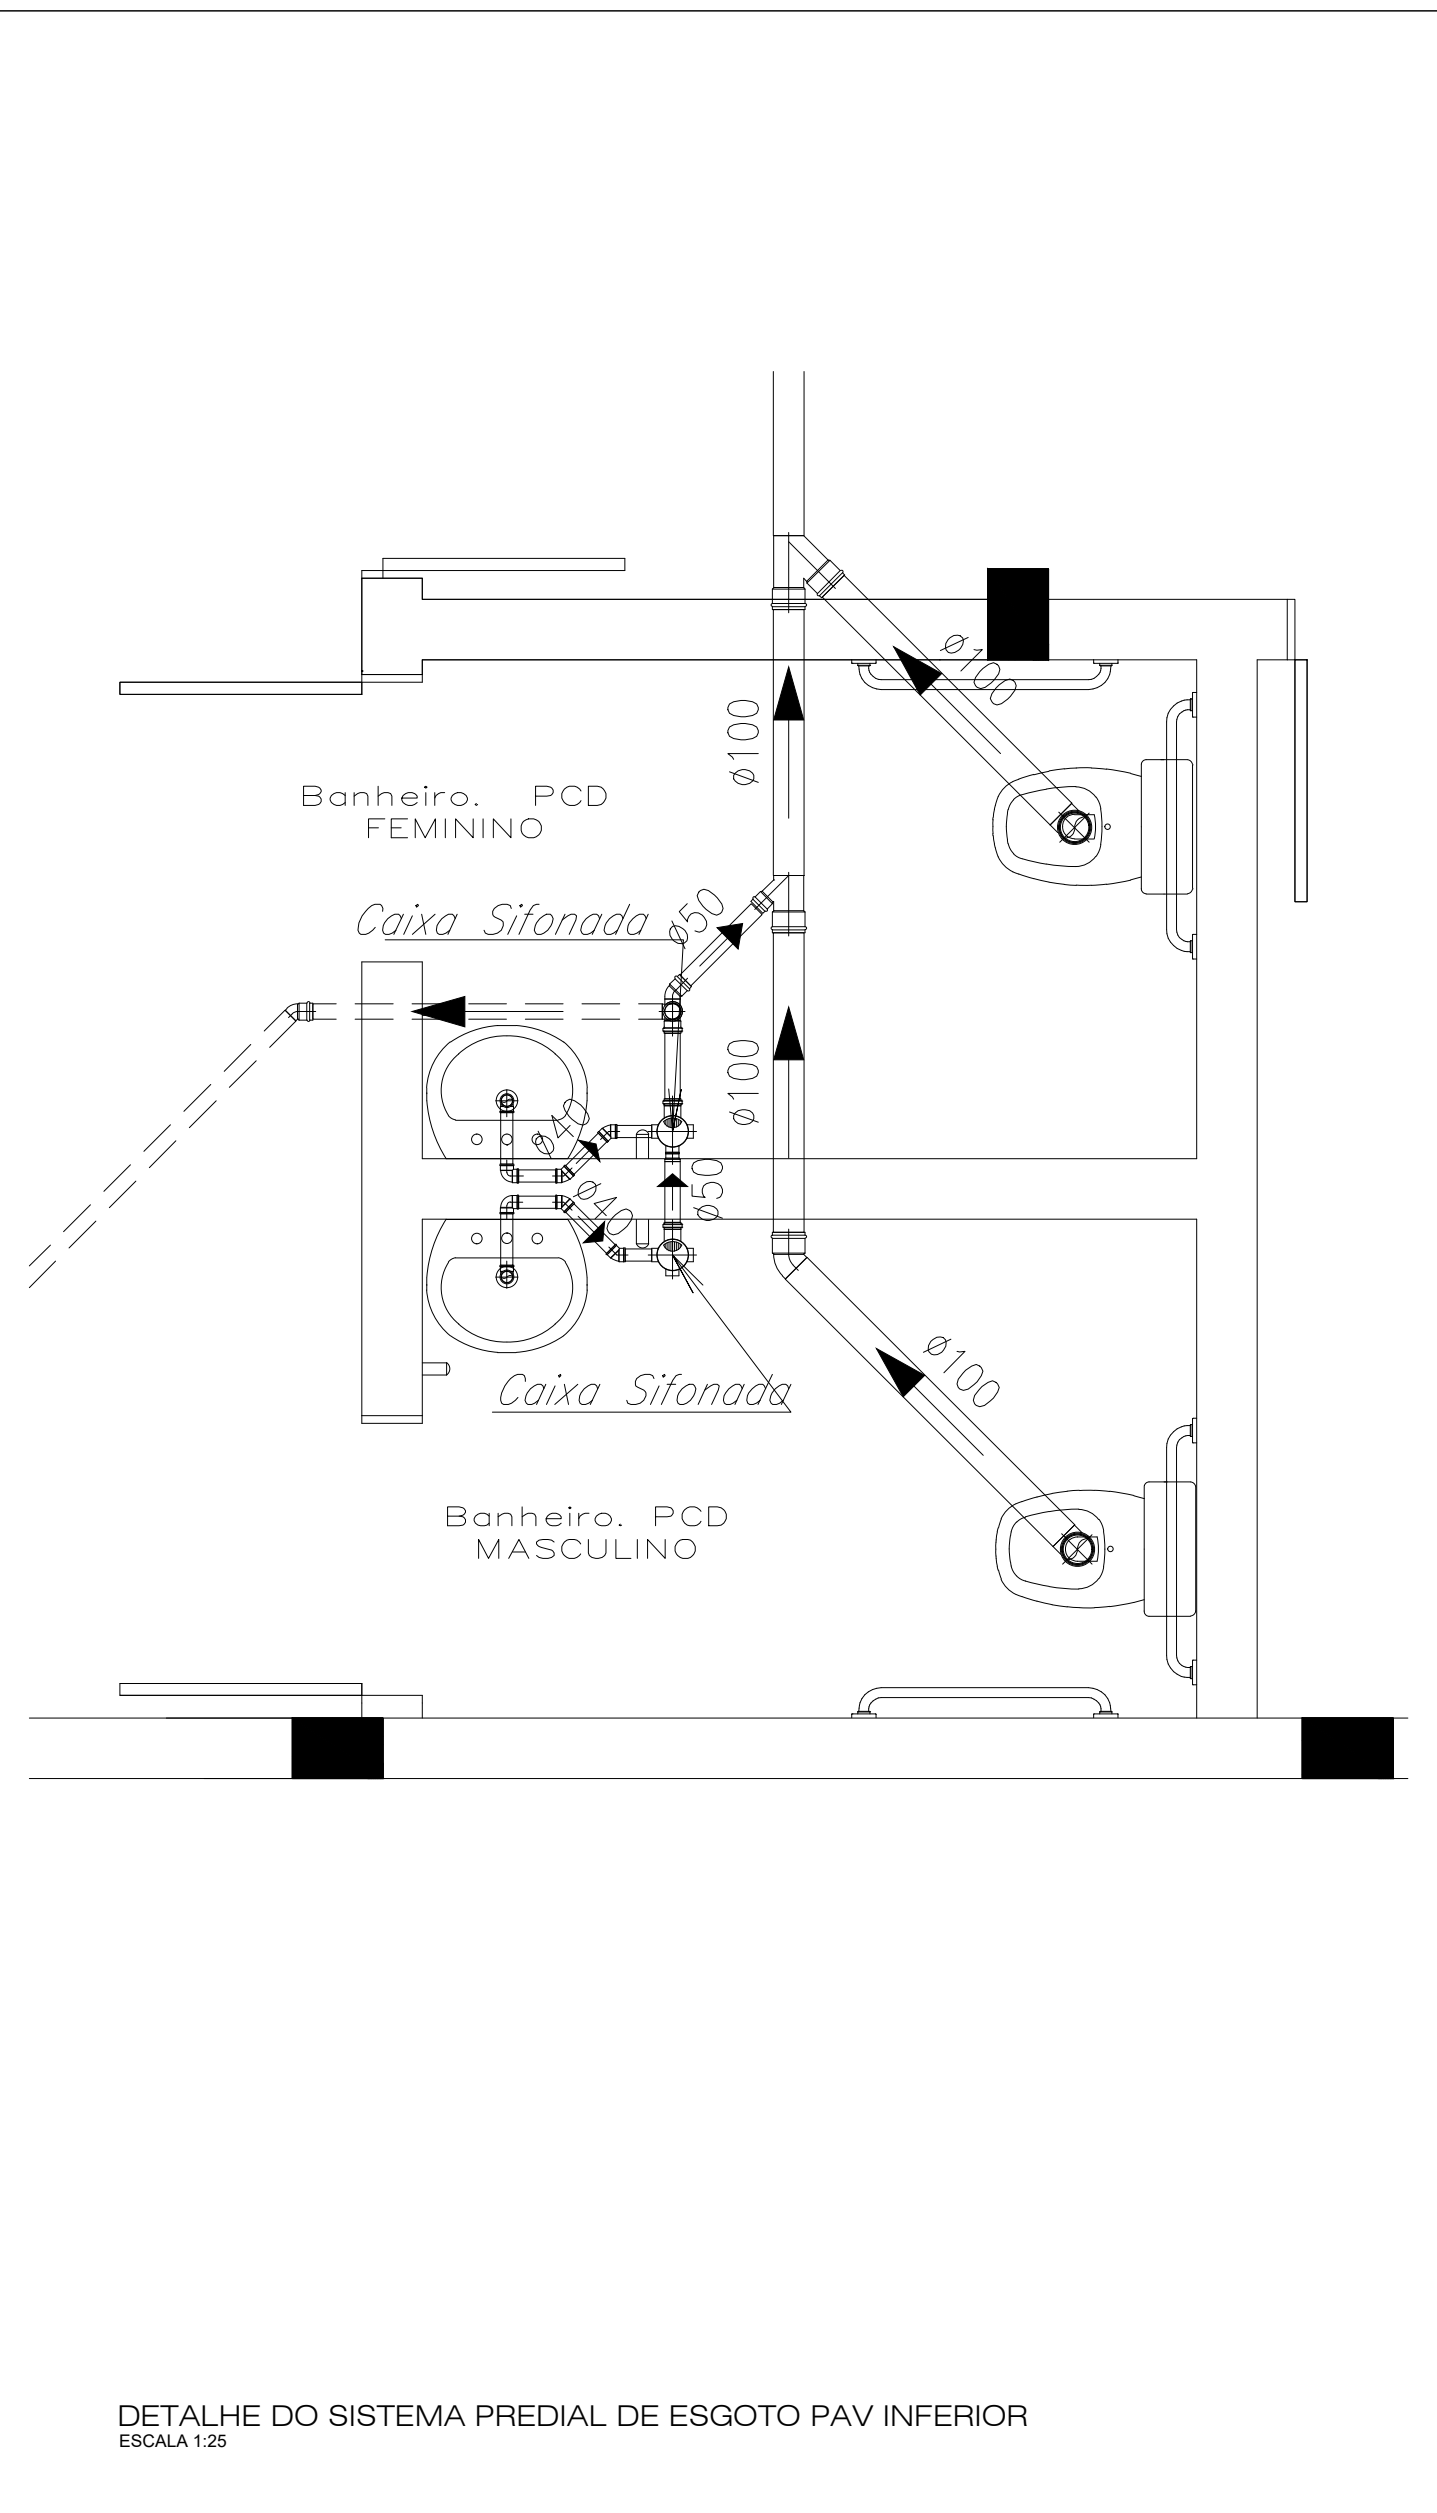 ø100
ø100
Banheiro. PCD
FEMININO
Caixa Sifonada
ø50
ø100
ø40
ø50
ø40
ø100
Caixa Sifonada
Banheiro. PCD
MASCULINO
DETALHE DO SISTEMA PREDIAL DE ESGOTO PAV INFERIOR
ESCALA 1:25